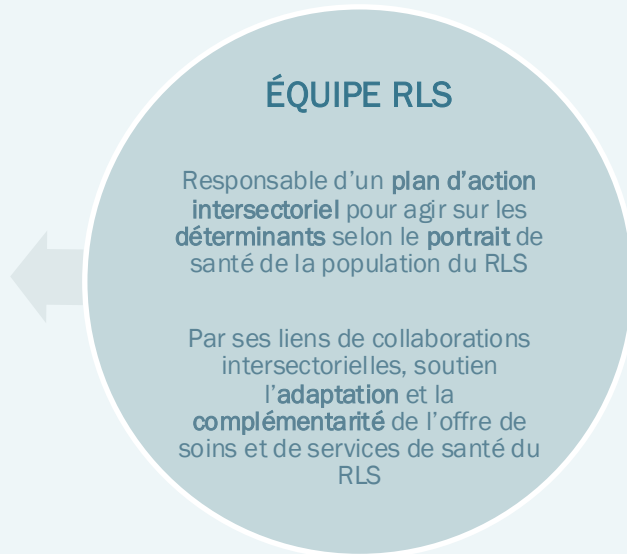 ÉQUIPE RLS
Responsable d’un plan d’action
intersectoriel pour agir sur les
déterminants selon le portrait de
santé de la population du RLS
Par ses liens de collaborations
intersectorielles, soutien
l’adaptation et la
complémentarité de l’offre de
soins et de services de santé du
RLS